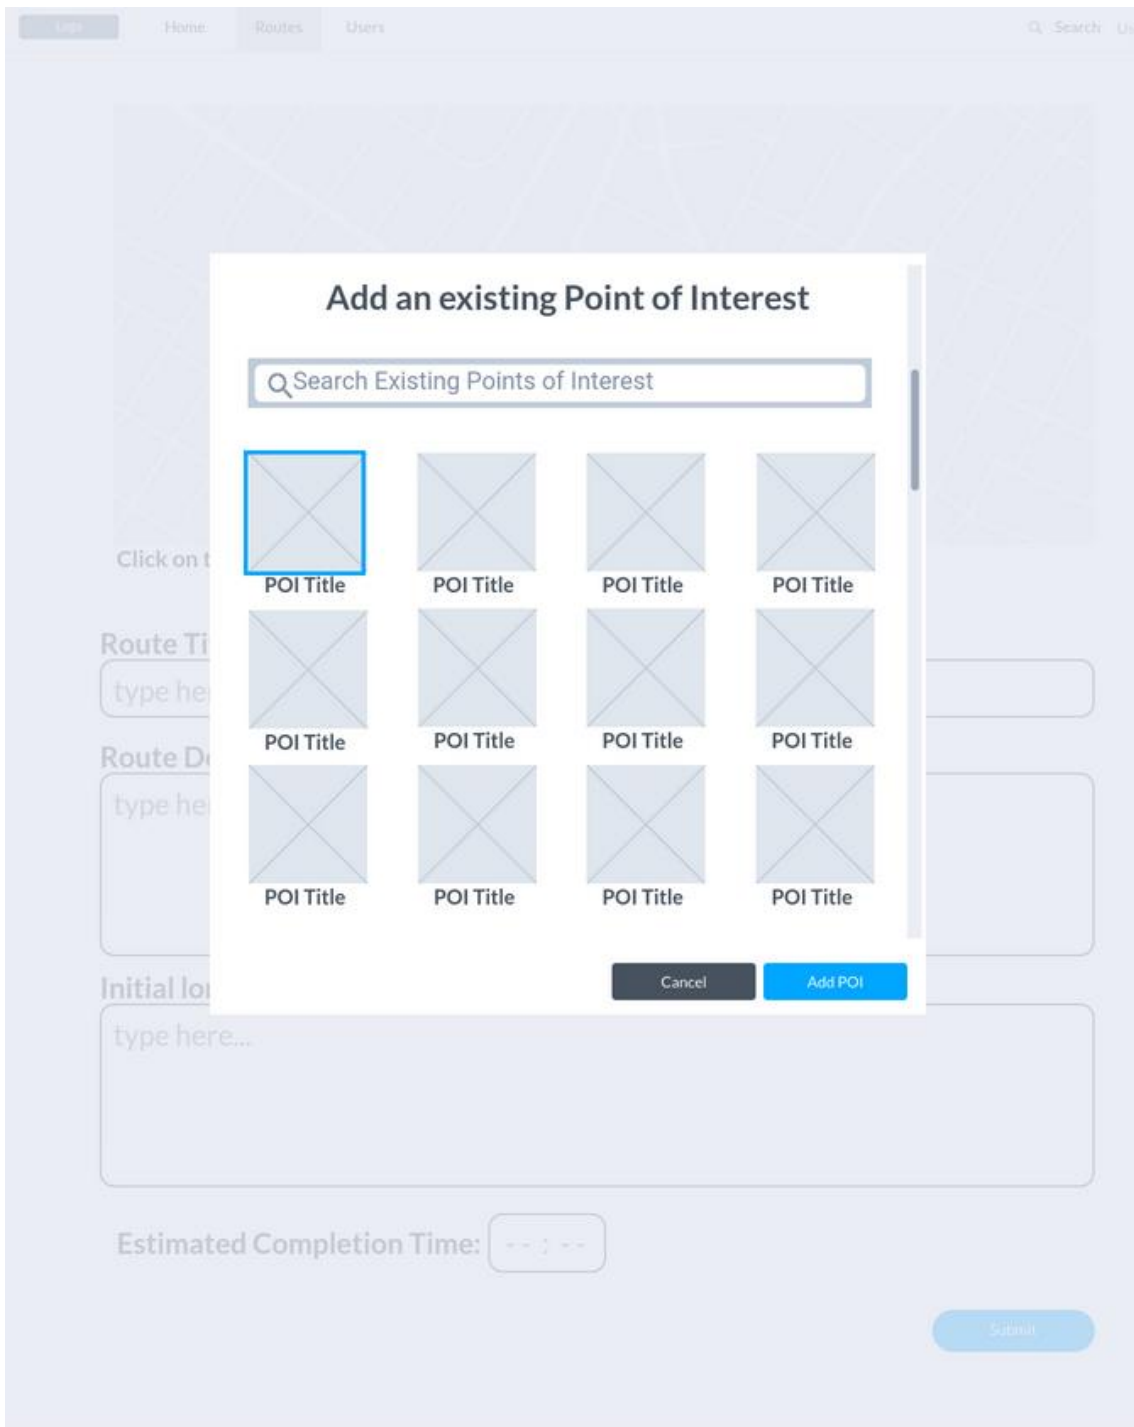 Logo Home Routes Users Search Us
Add an existing Point of Interest
Search Existing Points of Interest
Click on t
POI Title POI Title POI Title POI Title
Route Ti
type he
POI Title POI Title POI Title POI Title
Route De
type he
POI Title POI Title POI Title POI Title
Cancel Add POI
Initial lo
type here...
Estimated Completion Time: - - : - -
Submit